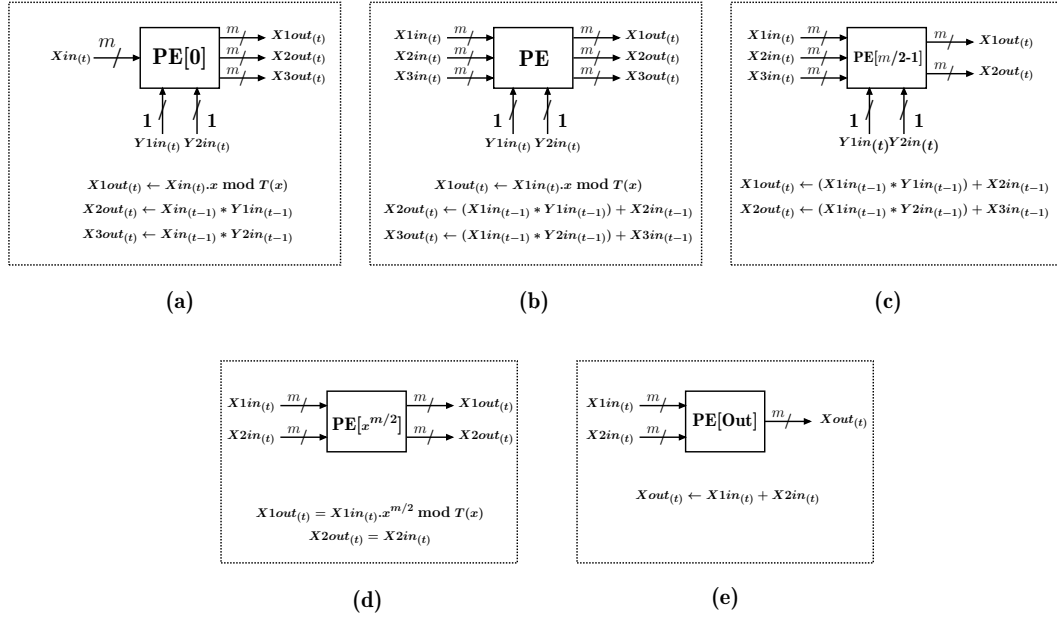 m m
Xin(t) PE[0] X1out(t)
m
X2out(t)
m
X3out(t)
1 1
Y1in(t) Y2in(t)
X1out(t) ← Xin(t).x mod T(x)
X2out(t) ← Xin(t−1) * Y1in(t−1)
X3out(t) ← Xin(t−1) * Y2in(t−1)
(a)
X1in(t) m PE m X1out(t)
X2in(t) m m X2out(t)
X3in(t) m m X3out(t)
1 1
Y1in(t) Y2in(t)
X1out(t) ← X1in(t).x mod T(x)
X2out(t) ← (X1in(t−1) * Y1in(t−1)) + X2in(t−1)
X3out(t) ← (X1in(t−1) * Y2in(t−1)) + X3in(t−1)
(b)
X1in(t) m m X1out(t)
X2in(t) m PE[m/2-1]
X3in(t) m m X2out(t)
1 1
Y1in(t) Y2in(t)
X1out(t) ← (X1in(t−1) * Y1in(t−1)) + X2in(t−1)
X2out(t) ← (X1in(t−1) * Y2in(t−1)) + X3in(t−1)
(c)
X1in(t) m m X1out(t)
PE[x^m/2]
X2in(t) m m X2out(t)
X1out(t) = X1in(t).x^m/2 mod T(x)
X2out(t) = X2in(t)
(d)
X1in(t) m
PE[Out] m Xout(t)
X2in(t) m
Xout(t) ← X1in(t) + X2in(t)
(e)